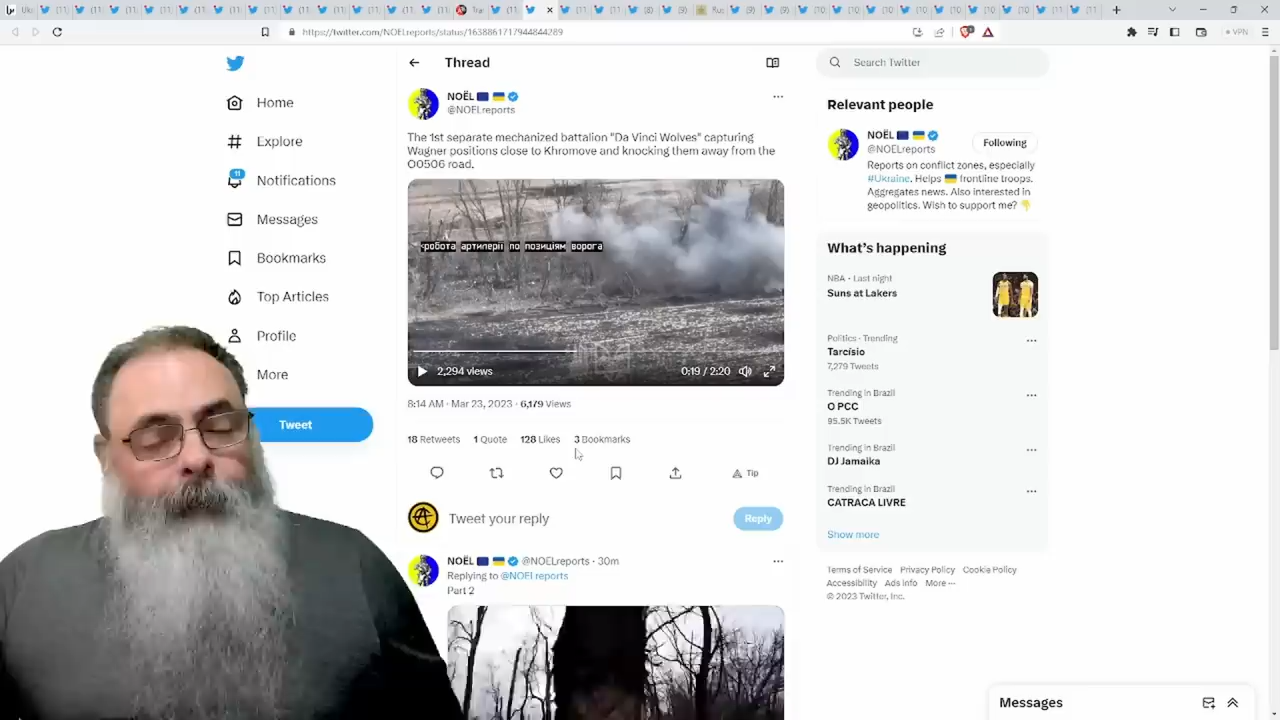 https://twitter.com/NOELreports/status/1638861717944844289
VPN
Home
Explore
11
Notifications
Messages
Bookmarks
Top Articles
Profile
More
Tweet
Thread
NOËL
@NOELreports
The 1st separate mechanized battalion "Da Vinci Wolves" capturing
Wagner positions close to Khromove and knocking them away from the
O0506 road.
робота артилерії по позиціям ворога
2,294 views
0:19 / 2:20
8:14 AM · Mar 23, 2023 · 6,179 Views
18 Retweets 1 Quote 128 Likes 3 Bookmarks
Tip
Tweet your reply
Reply
NOËL @NOELreports · 30m
Replying to @NOELreports
Part 2
Search Twitter
Relevant people
NOËL
@NOELreports
Following
Reports on conflict zones, especially
#Ukraine. Helps frontline troops.
Aggregates news. Also interested in
geopolitics. Wish to support me?
What's happening
NBA · Last night
Suns at Lakers
Politics · Trending
Tarcísio
7,279 Tweets
Trending in Brazil
O PCC
95.5K Tweets
Trending in Brazil
DJ Jamaika
Trending in Brazil
CATRACA LIVRE
Show more
Terms of Service Privacy Policy Cookie Policy
Accessibility Ads info More ···
© 2023 Twitter, Inc.
Messages